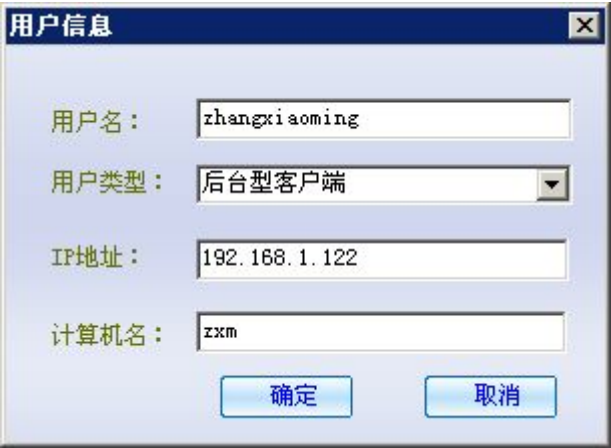 用户信息
用户名： zhangxiaoming
用户类型： 后台型客户端
IP地址： 192.168.1.122
计算机名： zxm
确定 取消